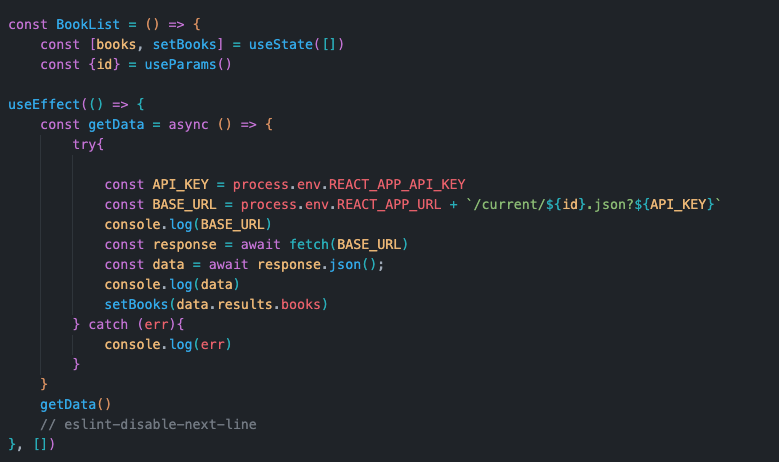 const BookList = () => {
    const [books, setBooks] = useState([])
    const {id} = useParams()

useEffect(() => {
    const getData = async () => {
        try{

            const API_KEY = process.env.REACT_APP_API_KEY
            const BASE_URL = process.env.REACT_APP_URL + `/current/${id}.json?${API_KEY}`
            console.log(BASE_URL)
            const response = await fetch(BASE_URL)
            const data = await response.json();
            console.log(data)
            setBooks(data.results.books)
        } catch (err){
            console.log(err)
        }
    }
    getData()
    // eslint-disable-next-line
}, [])